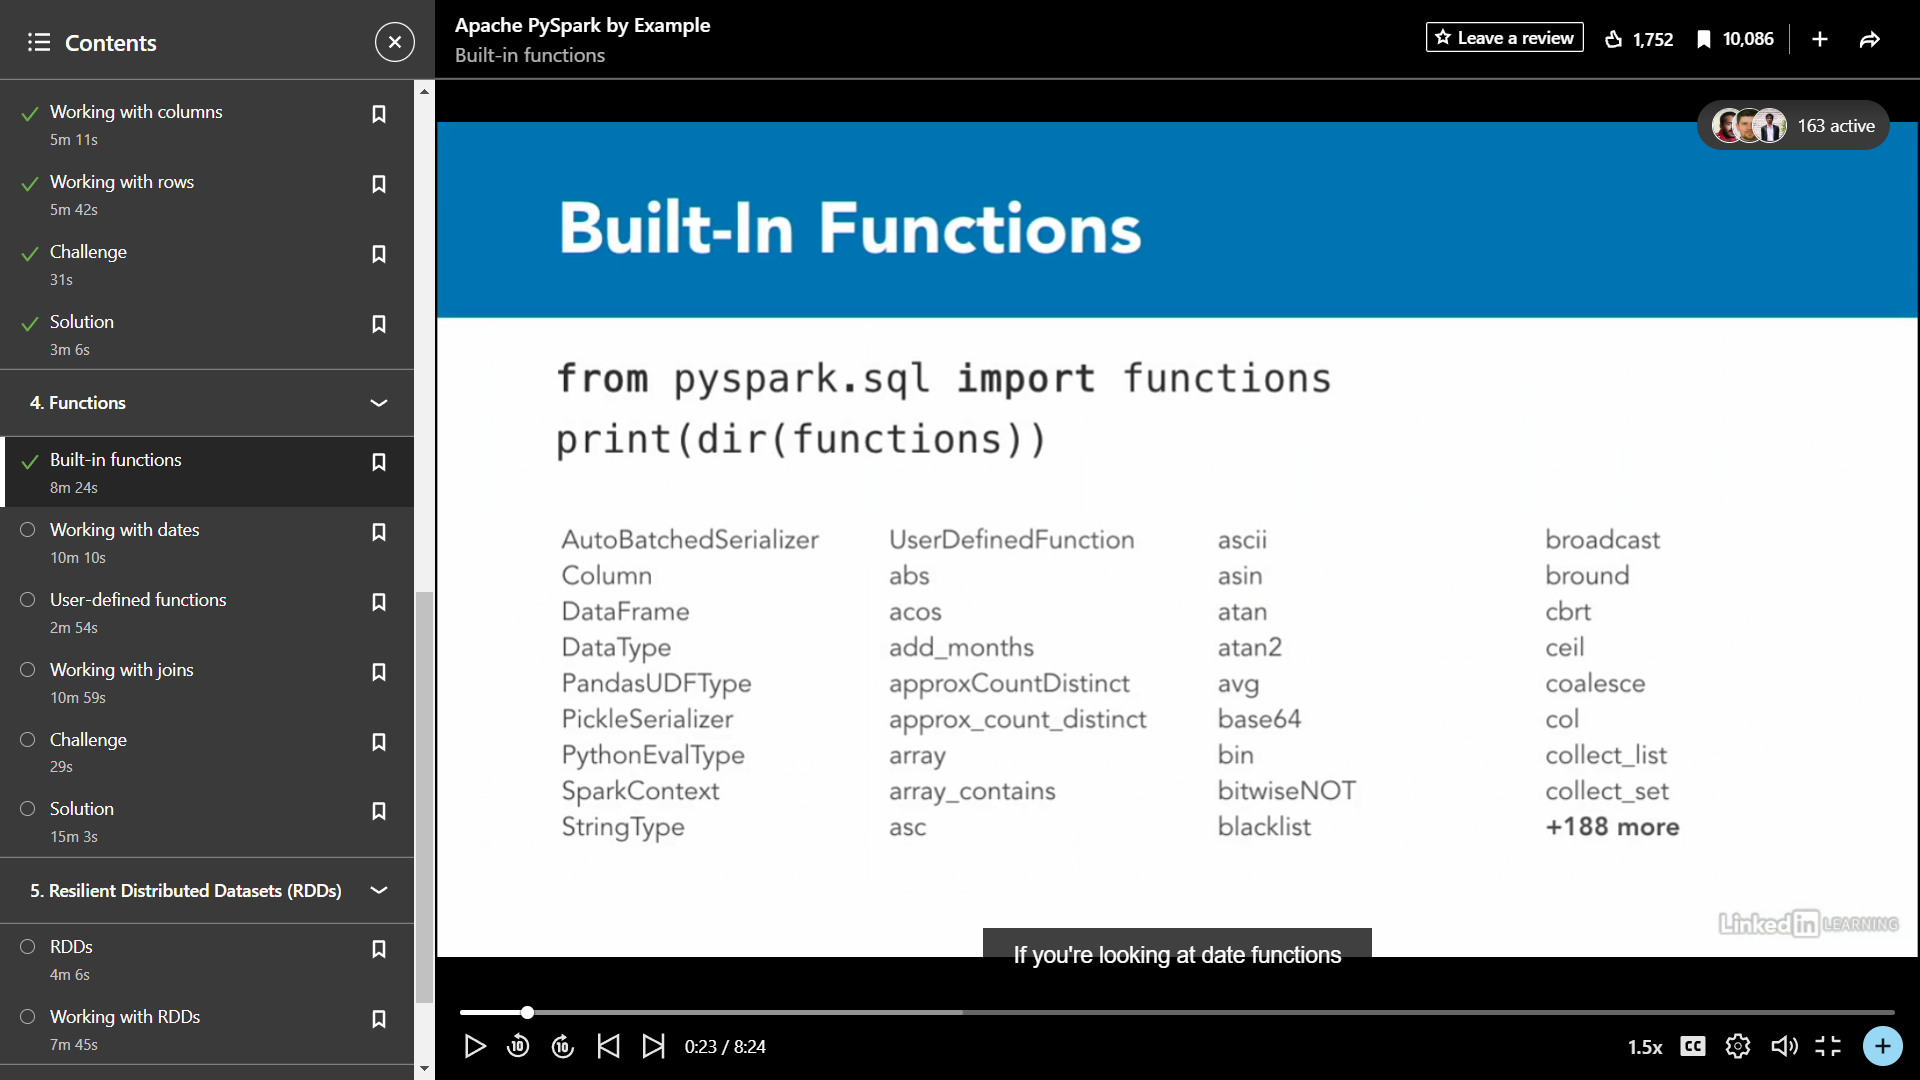 Contents
Working with columns
5m 11s
Working with rows
5m 42s
Challenge
31s
Solution
3m 6s
4. Functions
Built-in functions
8m 24s
Working with dates
10m 10s
User-defined functions
2m 54s
Working with joins
10m 59s
Challenge
29s
Solution
15m 3s
5. Resilient Distributed Datasets (RDDs)
RDDs
4m 6s
Working with RDDs
7m 45s
Apache PySpark by Example
Built-in functions
Leave a review
1,752
10,086
163 active
Built-In Functions
from pyspark.sql import functions
print(dir(functions))
AutoBatchedSerializer
Column
DataFrame
DataType
PandasUDFType
PickleSerializer
PythonEvalType
SparkContext
StringType
UserDefinedFunction
abs
acos
add_months
approxCountDistinct
approx_count_distinct
array
array_contains
asc
ascii
asin
atan
atan2
avg
base64
bin
bitwiseNOT
blacklist
broadcast
bround
cbrt
ceil
coalesce
col
collect_list
collect_set
+188 more
Linked in LEARNING
If you're looking at date functions
10
10
0:23 / 8:24
1.5x
CC